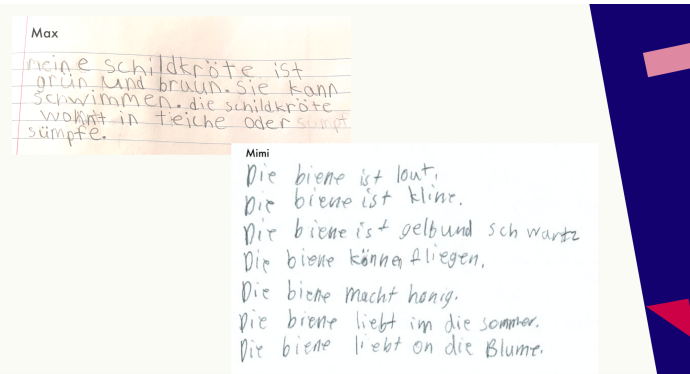 Max
meine schildkröte ist
grün und braun. Sie kann
schwimmen. die schildkröte
wohnt in teiche oder sumpt
sümpfe.
Mimi
Die biene ist lout.
Die biene ist kline.
Die biene ist gelbund schwartz
Die biene können fliegen.
Die biene macht honig.
Die biene liebt im die sommer.
Die biene liebt on die Blume.